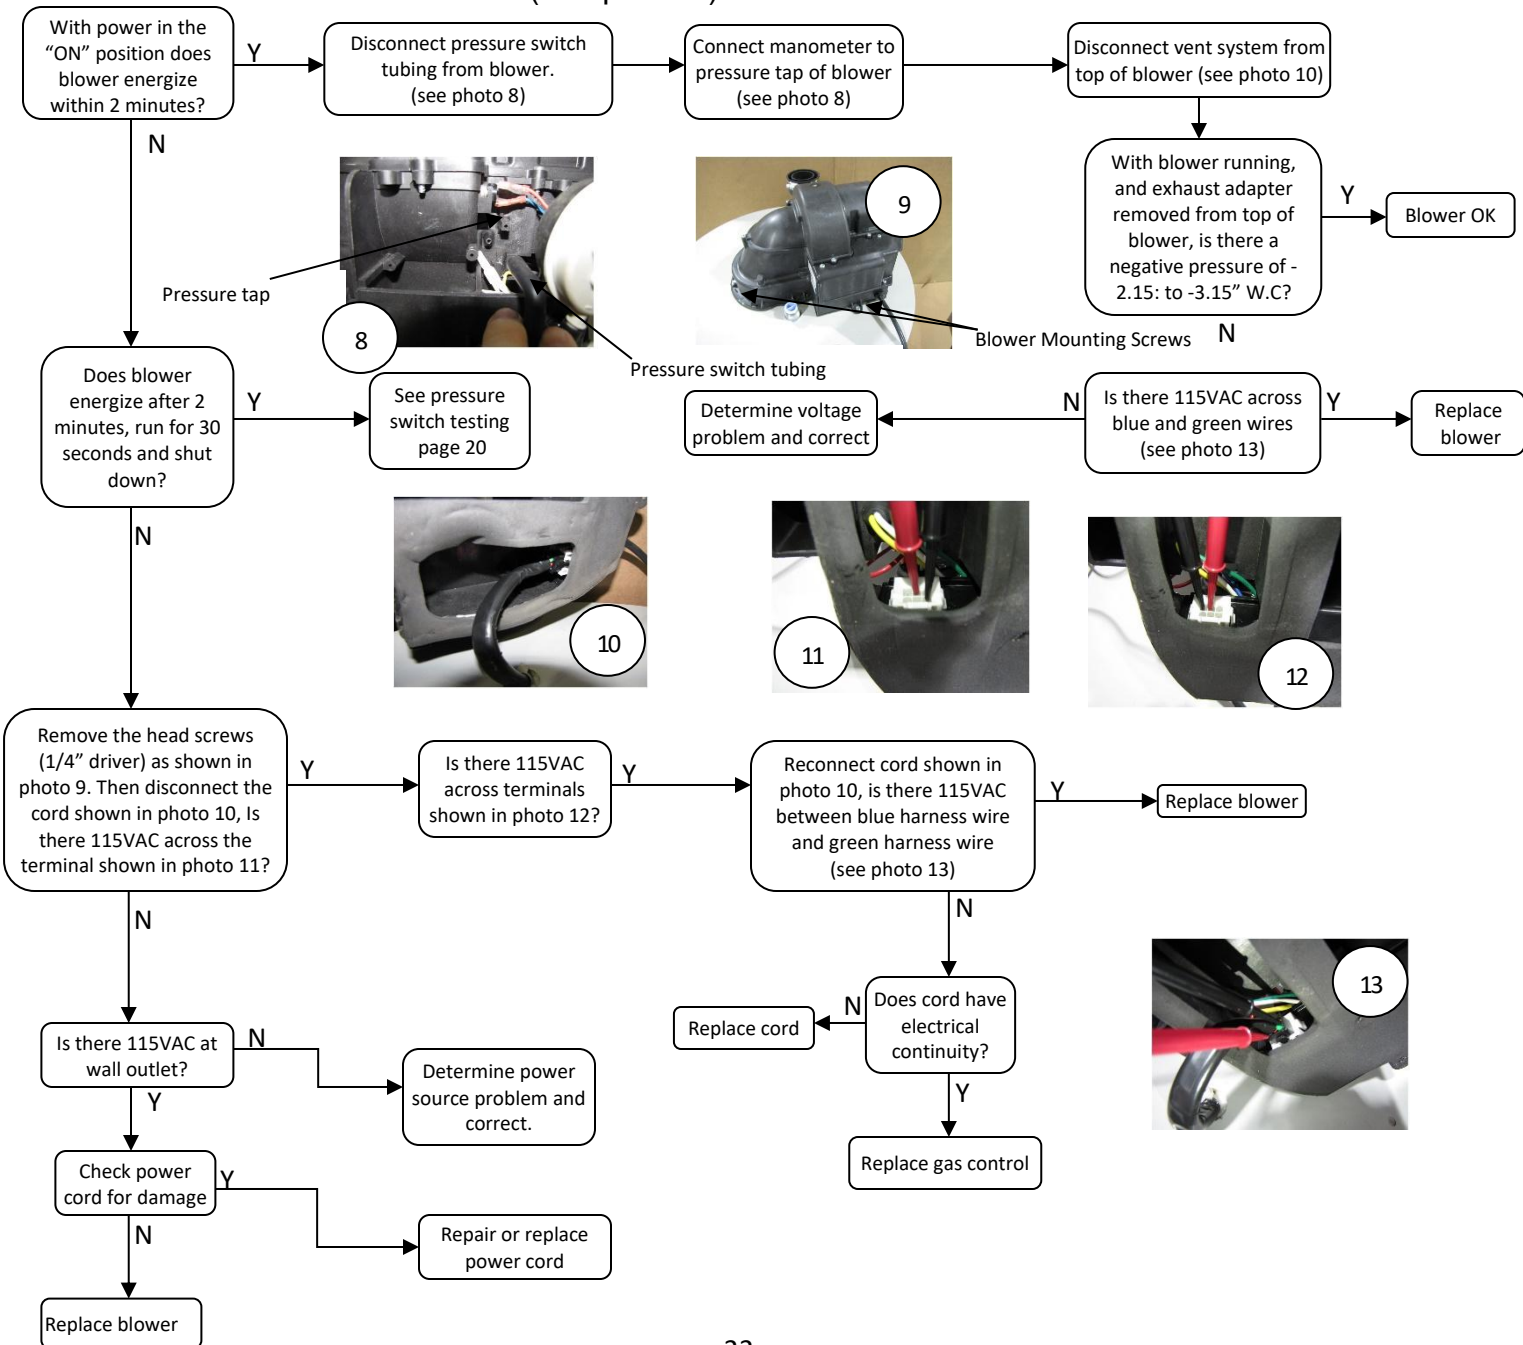 With power in the
“ON” position does
blower energize
within 2 minutes?
Y
Disconnect pressure switch
tubing from blower.
(see photo 8)
Connect manometer to
pressure tap of blower
(see photo 8)
Disconnect vent system from
top of blower (see photo 10)
N
With blower running,
and exhaust adapter
removed from top of
blower, is there a
negative pressure of -
2.15: to -3.15” W.C?
Y
Blower OK
N
Pressure tap
8
Pressure switch tubing
9
Blower Mounting Screws
Does blower
energize after 2
minutes, run for 30
seconds and shut
down?
Y
See pressure
switch testing
page 20
Determine voltage
problem and correct
N
Is there 115VAC across
blue and green wires
(see photo 13)
Y
Replace
blower
N
10
11
12
Remove the head screws
(1/4” driver) as shown in
photo 9. Then disconnect the
cord shown in photo 10, Is
there 115VAC across the
terminal shown in photo 11?
Y
Is there 115VAC
across terminals
shown in photo 12?
Y
Reconnect cord shown in
photo 10, is there 115VAC
between blue harness wire
and green harness wire
(see photo 13)
Y
Replace blower
N
N
13
Is there 115VAC at
wall outlet?
N
Determine power
source problem and
correct.
Replace cord
N
Does cord have
electrical
continuity?
Y
Replace gas control
Y
Check power
cord for damage
Y
Repair or replace
power cord
N
Replace blower